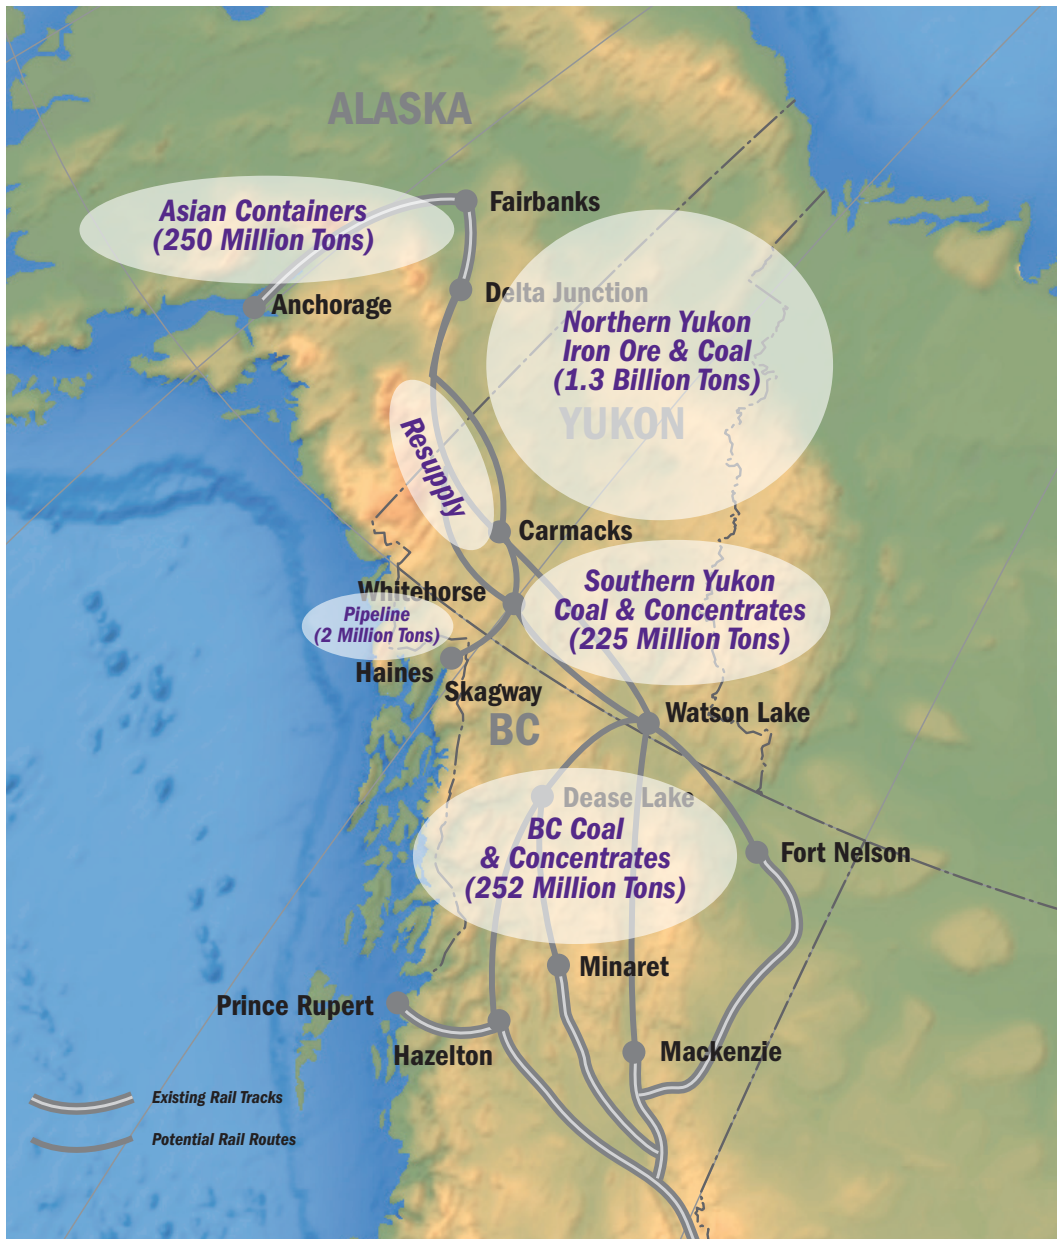 ALASKA
Fairbanks
Asian Containers
(250 Million Tons)
Delta Junction
Anchorage
Northern Yukon
Iron Ore & Coal
(1.3 Billion Tons)
YUKON
Resupply
Carmacks
Whitehorse
Southern Yukon
Coal & Concentrates
(225 Million Tons)
Pipeline
(2 Million Tons)
Haines
Skagway
Watson Lake
BC
Dease Lake
BC Coal
& Concentrates
(252 Million Tons)
Fort Nelson
Minaret
Prince Rupert
Hazelton
Mackenzie
Existing Rail Tracks
Potential Rail Routes